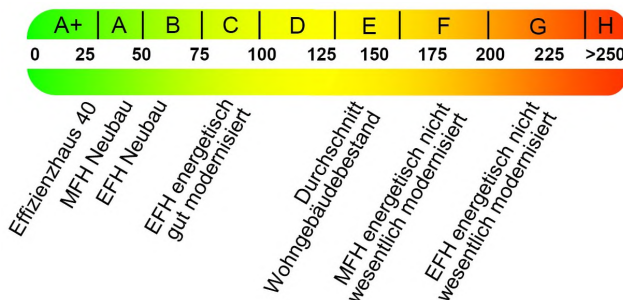 A+ A B C D E F G H
0 25 50 75 100 125 150 175 200 225 >250
Effizienzhaus 40
MFH Neubau
EFH Neubau
EFH energetisch
gut modernisiert
Durchschnitt
Wohngebäudebestand
MFH energetisch nicht
wesentlich modernisiert
EFH energetisch nicht
wesentlich modernisiert